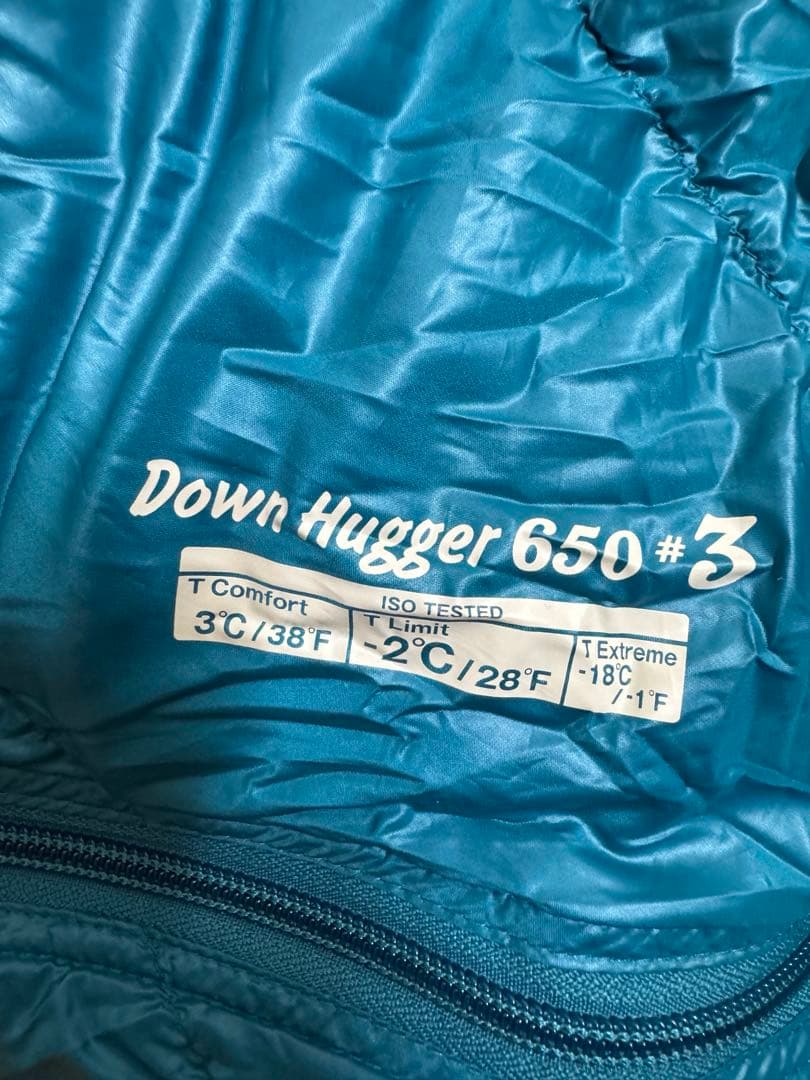 Down Hugger 650 #3
ISO TESTED
T Comfort
3℃/38°F
T Limit
-2℃/28°F
T Extreme
-18℃
/-1°F